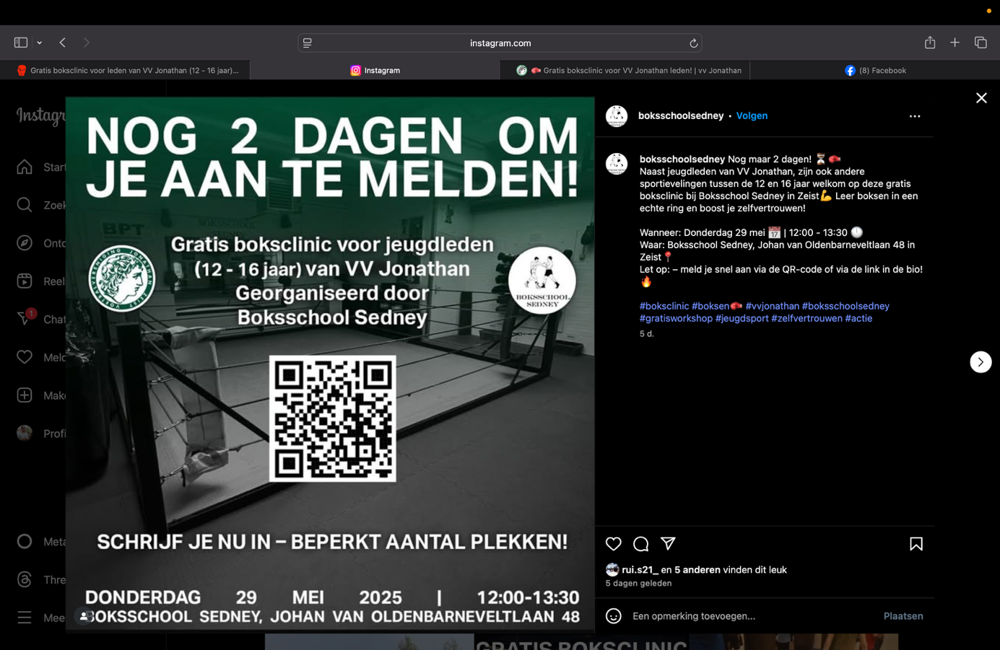 instagram.com
Gratis boksclinic voor leden van VV Jonathan (12 - 16 jaar)...
Instagram
🥊 Gratis boksclinic voor VV Jonathan leden! | vv Jonathan
(8) Facebook
Instagr
Start
Zoek
Ontd
Reel
1
Chat
Meld
Make
Profi
Meta
Thre
Mee
NOG 2 DAGEN OM
JE AAN TE MELDEN!
BPT
Gratis boksclinic voor jeugdleden
(12 - 16 jaar) van VV Jonathan
Georganiseerd door
Boksschool Sedney
VOETBALVERENIGING JONATHAN ZEIST
BOKSSCHOOL
SEDNEY
SCHRIJF JE NU IN – BEPERKT AANTAL PLEKKEN!
DONDERDAG 29 MEI 2025 | 12:00-13:30
BOKSSCHOOL SEDNEY, JOHAN VAN OLDENBARNEVELTLAAN 48
boksschoolsedney • Volgen
boksschoolsedney Nog maar 2 dagen! ⏳🥊
Naast jeugdleden van VV Jonathan, zijn ook andere
sportievelingen tussen de 12 en 16 jaar welkom op deze gratis
boksclinic bij Boksschool Sedney in Zeist💪 Leer boksen in een
echte ring en boost je zelfvertrouwen!
Wanneer: Donderdag 29 mei 📅 | 12:00 - 13:30 🕛
Waar: Boksschool Sedney, Johan van Oldenbarneveltlaan 48 in
Zeist📍
Let op: – meld je snel aan via de QR-code of via de link in de bio!
🔥
#boksclinic #boksen🥊 #vvjonathan #boksschoolsedney
#gratisworkshop #jeugdsport #zelfvertrouwen #actie
5 d.
rui.s21_ en 5 anderen vinden dit leuk
5 dagen geleden
Een opmerking toevoegen...
Plaatsen
GRATIS BOKSCLINIC